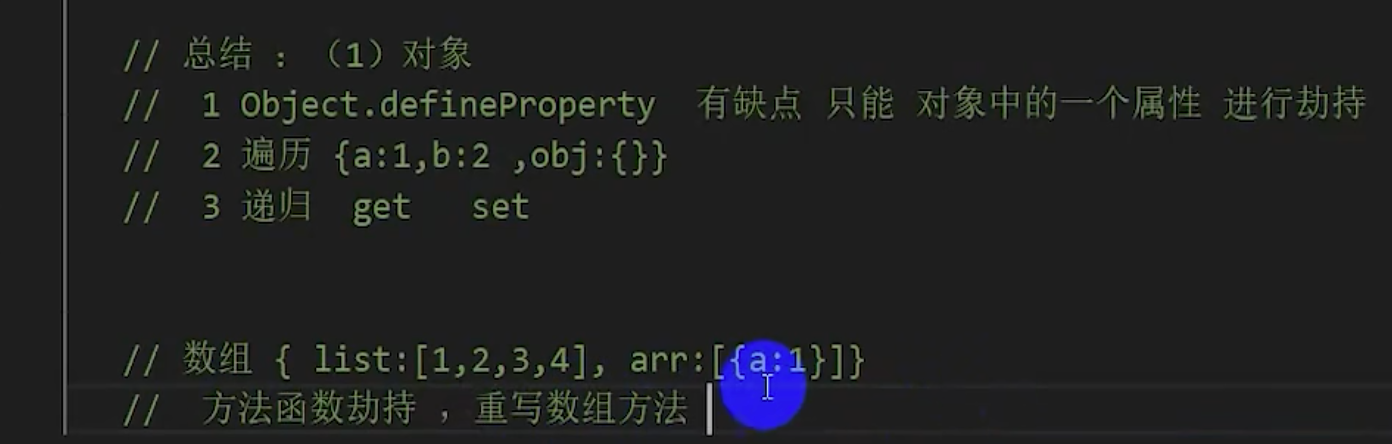 // 总结 : （1）对象
// 1 Object.defineProperty 有缺点 只能 对象中的一个属性 进行劫持
// 2 遍历 {a:1,b:2 ,obj:{}}
// 3 递归 get set
// 数组 { list:[1,2,3,4], arr:[{a:1}]}
// 方法函数劫持 ，重写数组方法